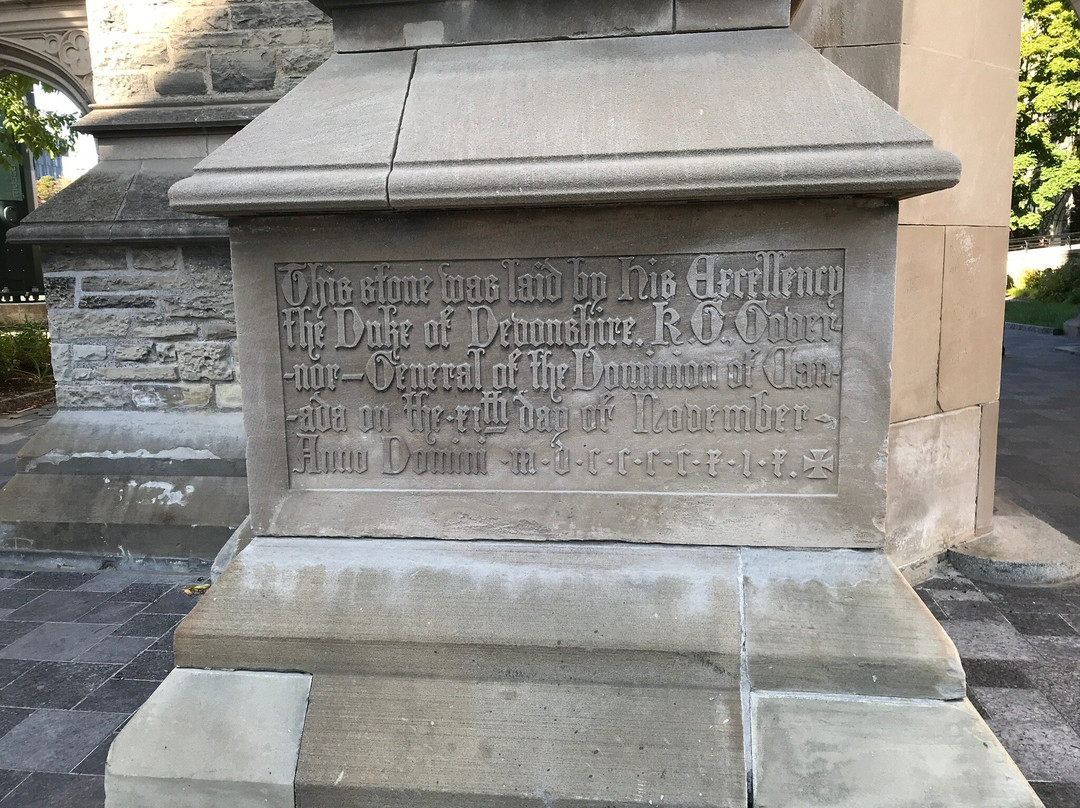 This stone was laid by his Excellency
the Duke of Devonshire. K.G. Gover-
-nor-General of the Dominion of Can-
-ada on the·xith day of November-
Anno Domini·m·d·c·c·c·c·x·i·x.✠